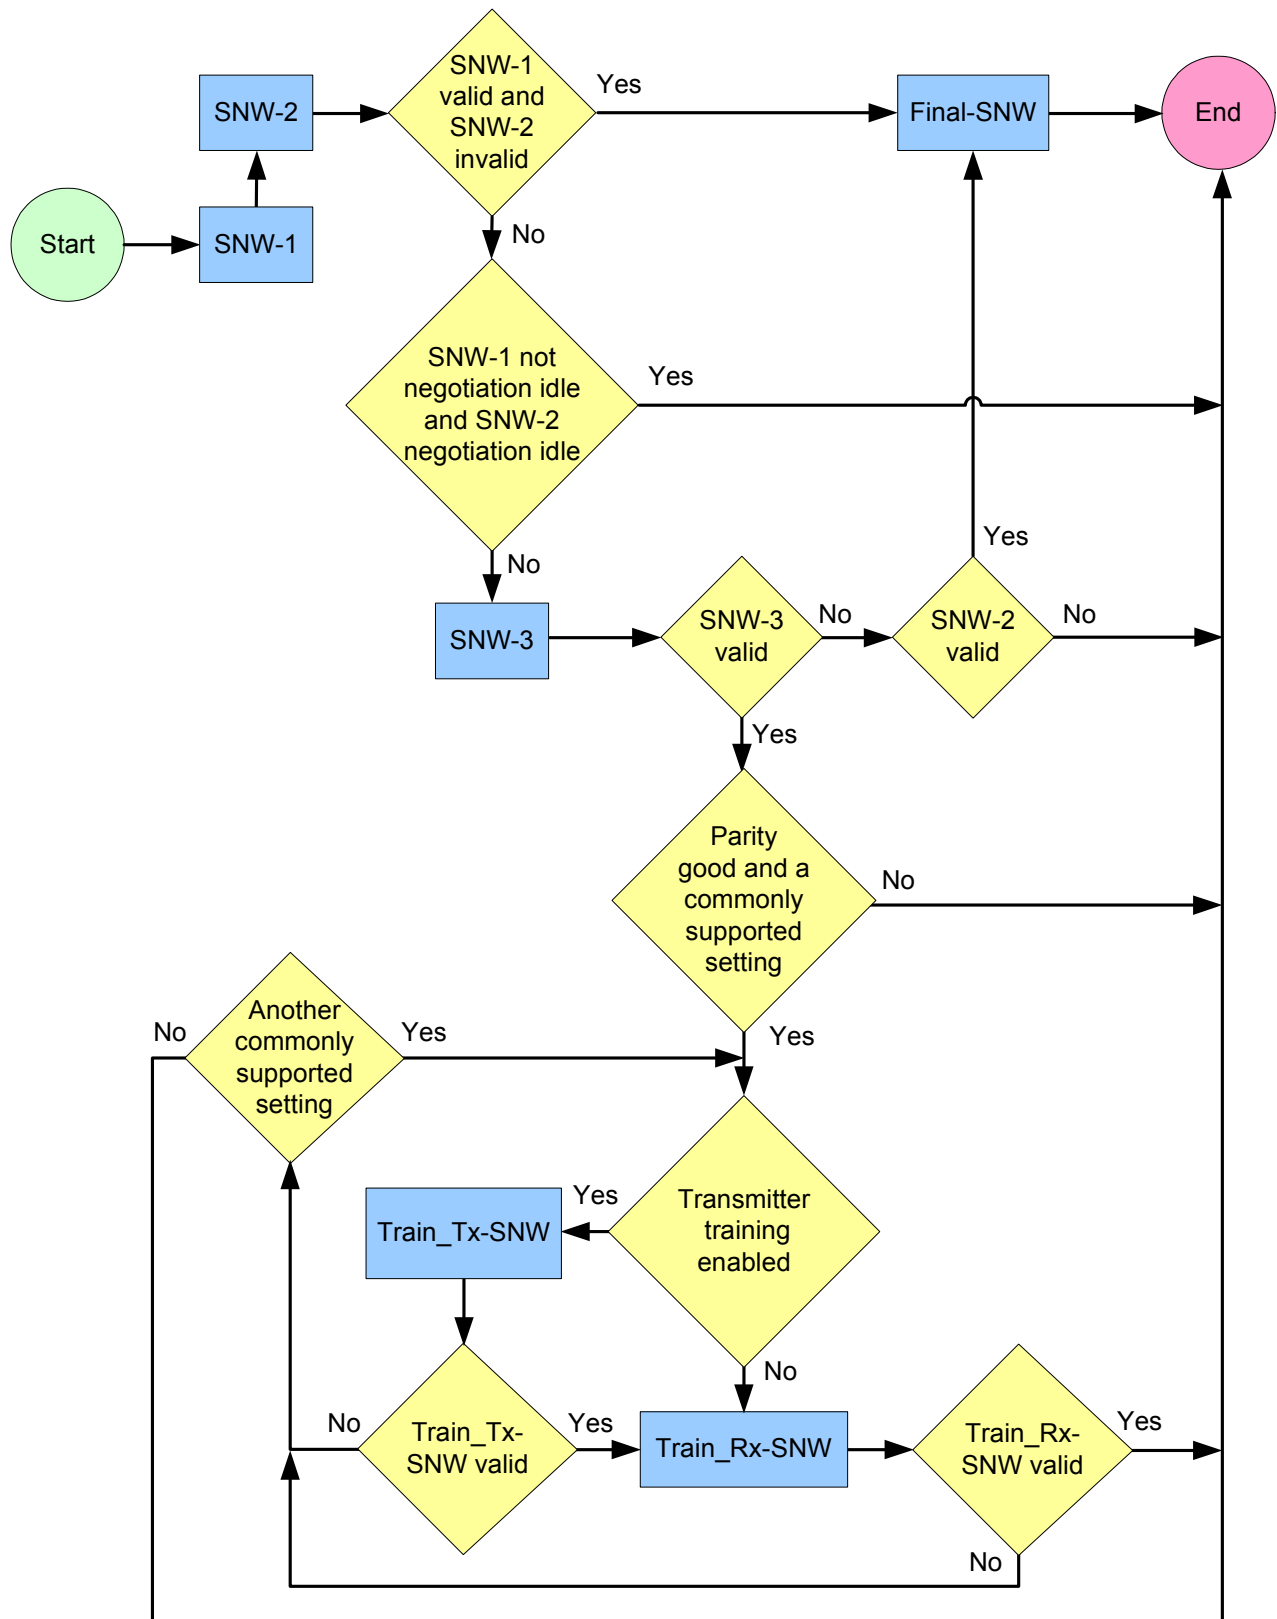 SNW-1
valid and
SNW-2
invalid
Yes
SNW-2
Final-SNW
End
Start
SNW-1
No
SNW-1 not
negotiation idle
and SNW-2
negotiation idle
Yes
No
SNW-3
SNW-3
valid
No
SNW-2
valid
Yes
No
Yes
Parity
good and a
commonly
supported
setting
No
Yes
Another
commonly
supported
setting
No
Yes
Transmitter
training
enabled
Yes
No
Train_Tx-SNW
Train_Tx-
SNW valid
No
Yes
Train_Rx-SNW
Train_Rx-
SNW valid
Yes
No